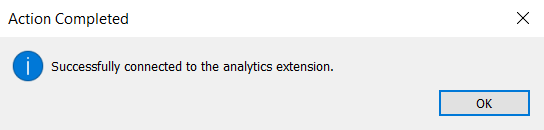 Action Completed
Successfully connected to the analytics extension.
OK